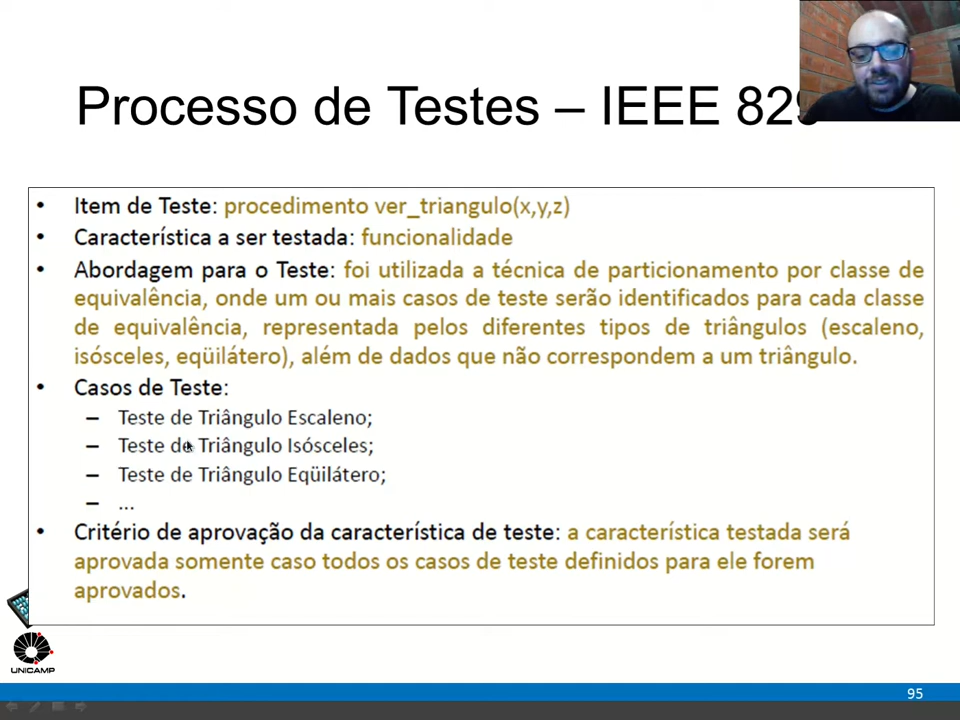 Processo de Testes – IEEE 829
• Item de Teste: procedimento ver_triangulo(x,y,z)
• Característica a ser testada: funcionalidade
• Abordagem para o Teste: foi utilizada a técnica de particionamento por classe de
equivalência, onde um ou mais casos de teste serão identificados para cada classe
de equivalência, representada pelos diferentes tipos de triângulos (escaleno,
isósceles, eqüilátero), além de dados que não correspondem a um triângulo.
• Casos de Teste:
– Teste de Triângulo Escaleno;
– Teste de Triângulo Isósceles;
– Teste de Triângulo Eqüilátero;
– ...
• Critério de aprovação da característica de teste: a característica testada será
aprovada somente caso todos os casos de teste definidos para ele forem
aprovados.
UNICAMP
95